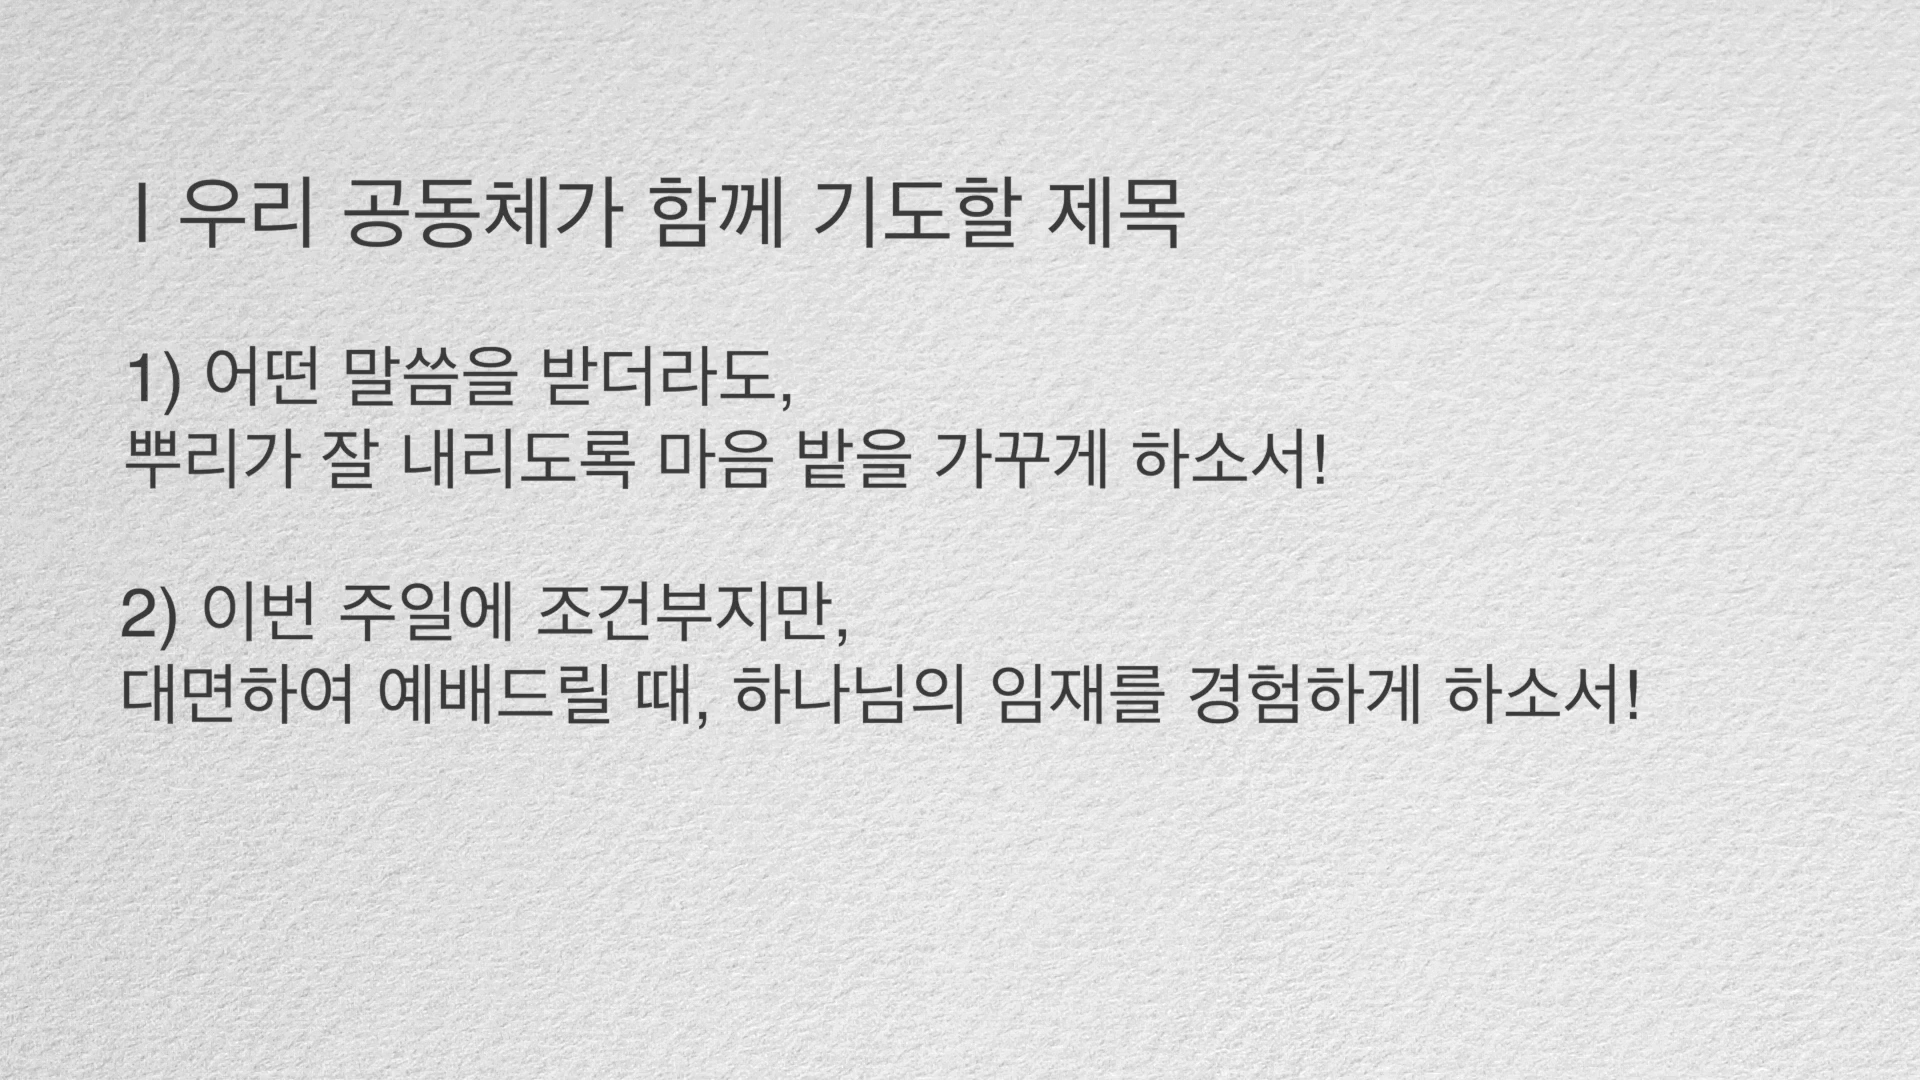 | 우리 공동체가 함께 기도할 제목
1) 어떤 말씀을 받더라도,
뿌리가 잘 내리도록 마음 밭을 가꾸게 하소서!
2) 이번 주일에 조건부지만,
대면하여 예배드릴 때, 하나님의 임재를 경험하게 하소서!